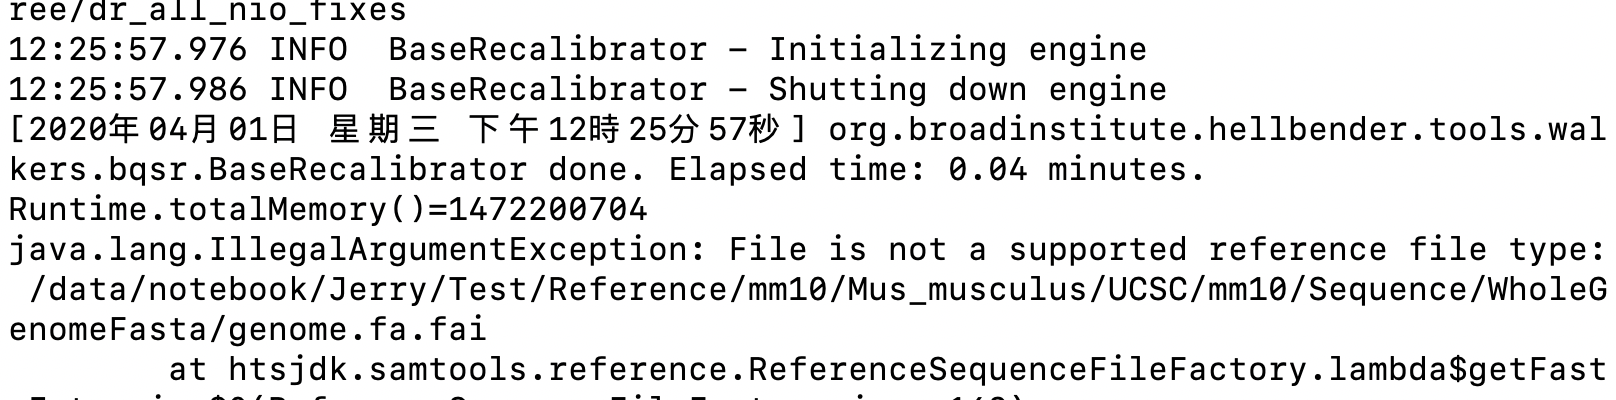 ree/dr_all_nio_fixes
12:25:57.976 INFO  BaseRecalibrator - Initializing engine
12:25:57.986 INFO  BaseRecalibrator - Shutting down engine
[2020年04月01日 星期三 下午12時25分57秒] org.broadinstitute.hellbender.tools.wal
kers.bqsr.BaseRecalibrator done. Elapsed time: 0.04 minutes.
Runtime.totalMemory()=1472200704
java.lang.IllegalArgumentException: File is not a supported reference file type:
/data/notebook/Jerry/Test/Reference/mm10/Mus_musculus/UCSC/mm10/Sequence/WholeG
enomeFasta/genome.fa.fai
at htsjdk.samtools.reference.ReferenceSequenceFileFactory.lambda$getFast